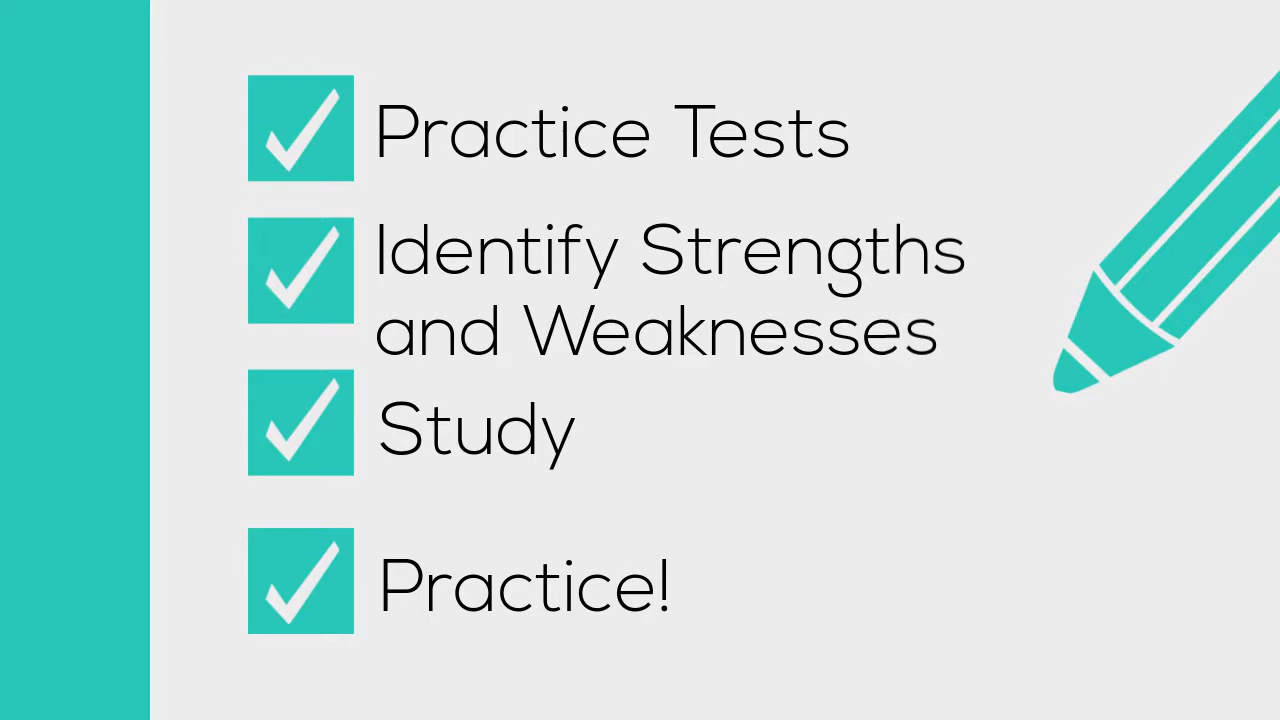 Practice Tests
Identify Strengths
and Weaknesses
Study
Practice!